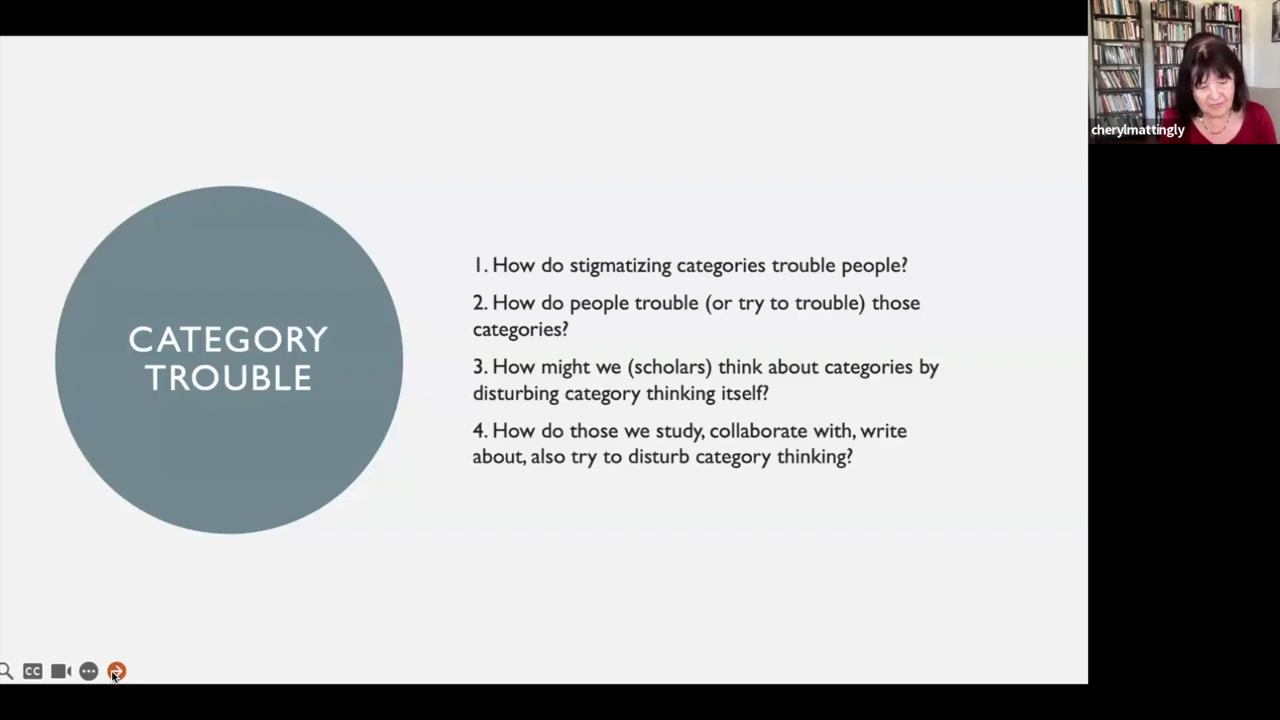 cherylmattingly
CATEGORY
TROUBLE
1. How do stigmatizing categories trouble people?
2. How do people trouble (or try to trouble) those
categories?
3. How might we (scholars) think about categories by
disturbing category thinking itself?
4. How do those we study, collaborate with, write
about, also try to disturb category thinking?
CC